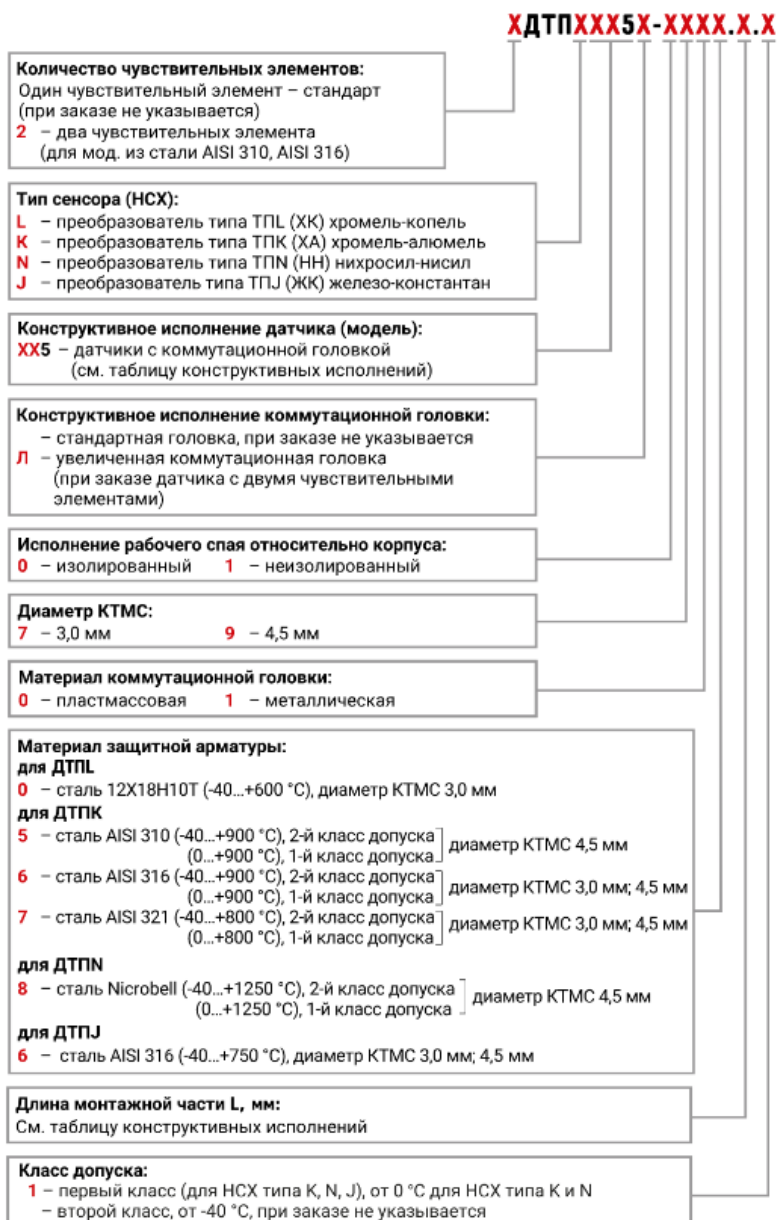 ХДТПХХХ5Х-ХХХХ.Х.Х
Количество чувствительных элементов:
Один чувствительный элемент – стандарт
(при заказе не указывается)
2 – два чувствительных элемента
(для мод. из стали AISI 310, AISI 316)
Тип сенсора (НСХ):
L – преобразователь типа ТПL (ХК) хромель-копель
K – преобразователь типа ТПК (ХА) хромель-алюмель
N – преобразователь типа ТПN (НН) нихросил-нисил
J – преобразователь типа ТПJ (ЖК) железо-константан
Конструктивное исполнение датчика (модель):
ХХ5 – датчики с коммутационной головкой
(см. таблицу конструктивных исполнений)
Конструктивное исполнение коммутационной головки:
– стандартная головка, при заказе не указывается
Л – увеличенная коммутационная головка
(при заказе датчика с двумя чувствительными
элементами)
Исполнение рабочего спая относительно корпуса:
0 – изолированный 1 – неизолированный
Диаметр КТМС:
7 – 3,0 мм 9 – 4,5 мм
Материал коммутационной головки:
0 – пластмассовая 1 – металлическая
Материал защитной арматуры:
для ДТПL
0 – сталь 12Х18Н10Т (-40...+600 °С), диаметр КТМС 3,0 мм
для ДТПК
5 – сталь AISI 310 (-40...+900 °С), 2-й класс допуска
(0...+900 °С), 1-й класс допуска
диаметр КТМС 4,5 мм
6 – сталь AISI 316 (-40...+900 °С), 2-й класс допуска
(0...+900 °С), 1-й класс допуска
диаметр КТМС 3,0 мм; 4,5 мм
7 – сталь AISI 321 (-40...+800 °С), 2-й класс допуска
(0...+800 °С), 1-й класс допуска
диаметр КТМС 3,0 мм; 4,5 мм
для ДТПN
8 – сталь Nicrobell (-40...+1250 °С), 2-й класс допуска
(0...+1250 °С), 1-й класс допуска
диаметр КТМС 4,5 мм
для ДТПJ
6 – сталь AISI 316 (-40...+750 °С), диаметр КТМС 3,0 мм; 4,5 мм
Длина монтажной части L, мм:
См. таблицу конструктивных исполнений
Класс допуска:
1 – первый класс (для НСХ типа K, N, J), от 0 °С для НСХ типа K и N
– второй класс, от -40 °С, при заказе не указывается